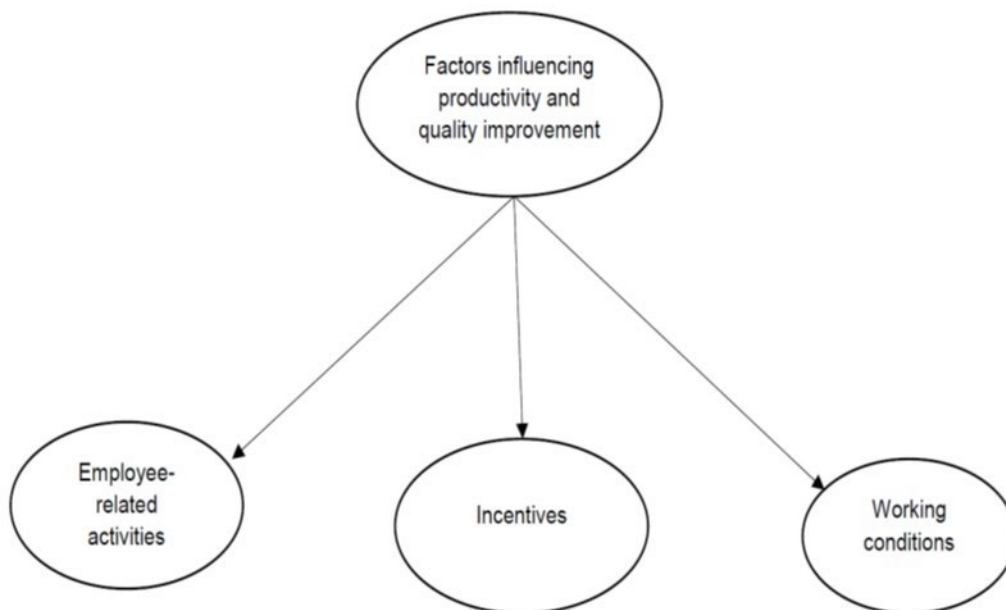 Factors influencing
productivity and
quality improvement
Employee-
related
activities
Incentives
Working
conditions